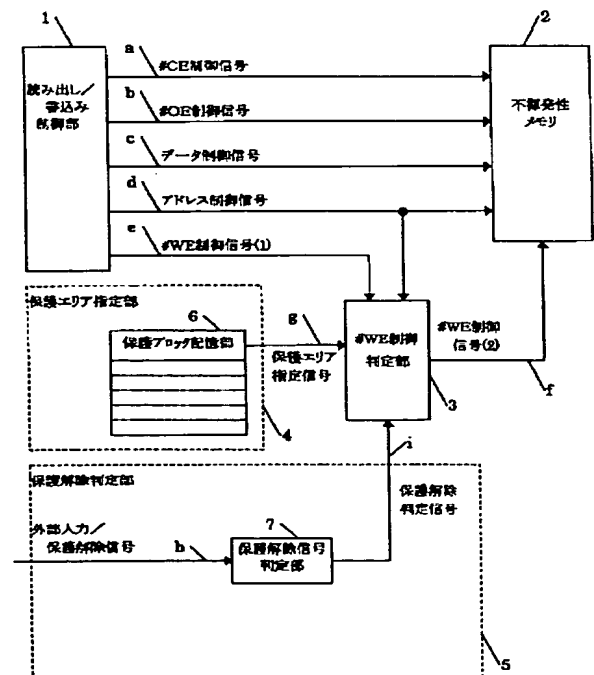 1
2
a
#CE制御信号
読み出し／
書込み
制御部
b
#OE制御信号
不揮発性
メモリ
c
データ制御信号
d
アドレス制御信号
e
#WE制御信号(1)
保護エリア指定部
6
保護ブロック記憶部
g
保護エリア
指定信号
#WE制御
判定部
#WE制御
信号(2)
3
f
4
i
保護解除判定部
保護解除
判定信号
外部入力／
保護解除信号
h
7
保護解除信号
判定部
5